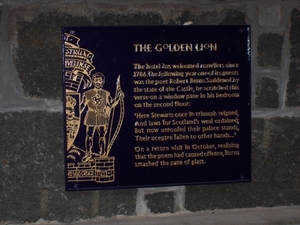 THE GOLDEN LION
The hotel has welcomed travellers since
1786. The following year one of its guests
was the poet Robert Burns. Saddened by
the state of the Castle, he scratched this
verse on a window pane in his bedroom
on the second floor:
'Here Stewarts once in triumph reigned,
And laws for Scotland's weal ordained,
But now unroofed their palace stands,
Their sceptre fallen to other hands...'
On a return visit in October, realising
that the poem had caused offence, Burns
smashed the pane of glass.